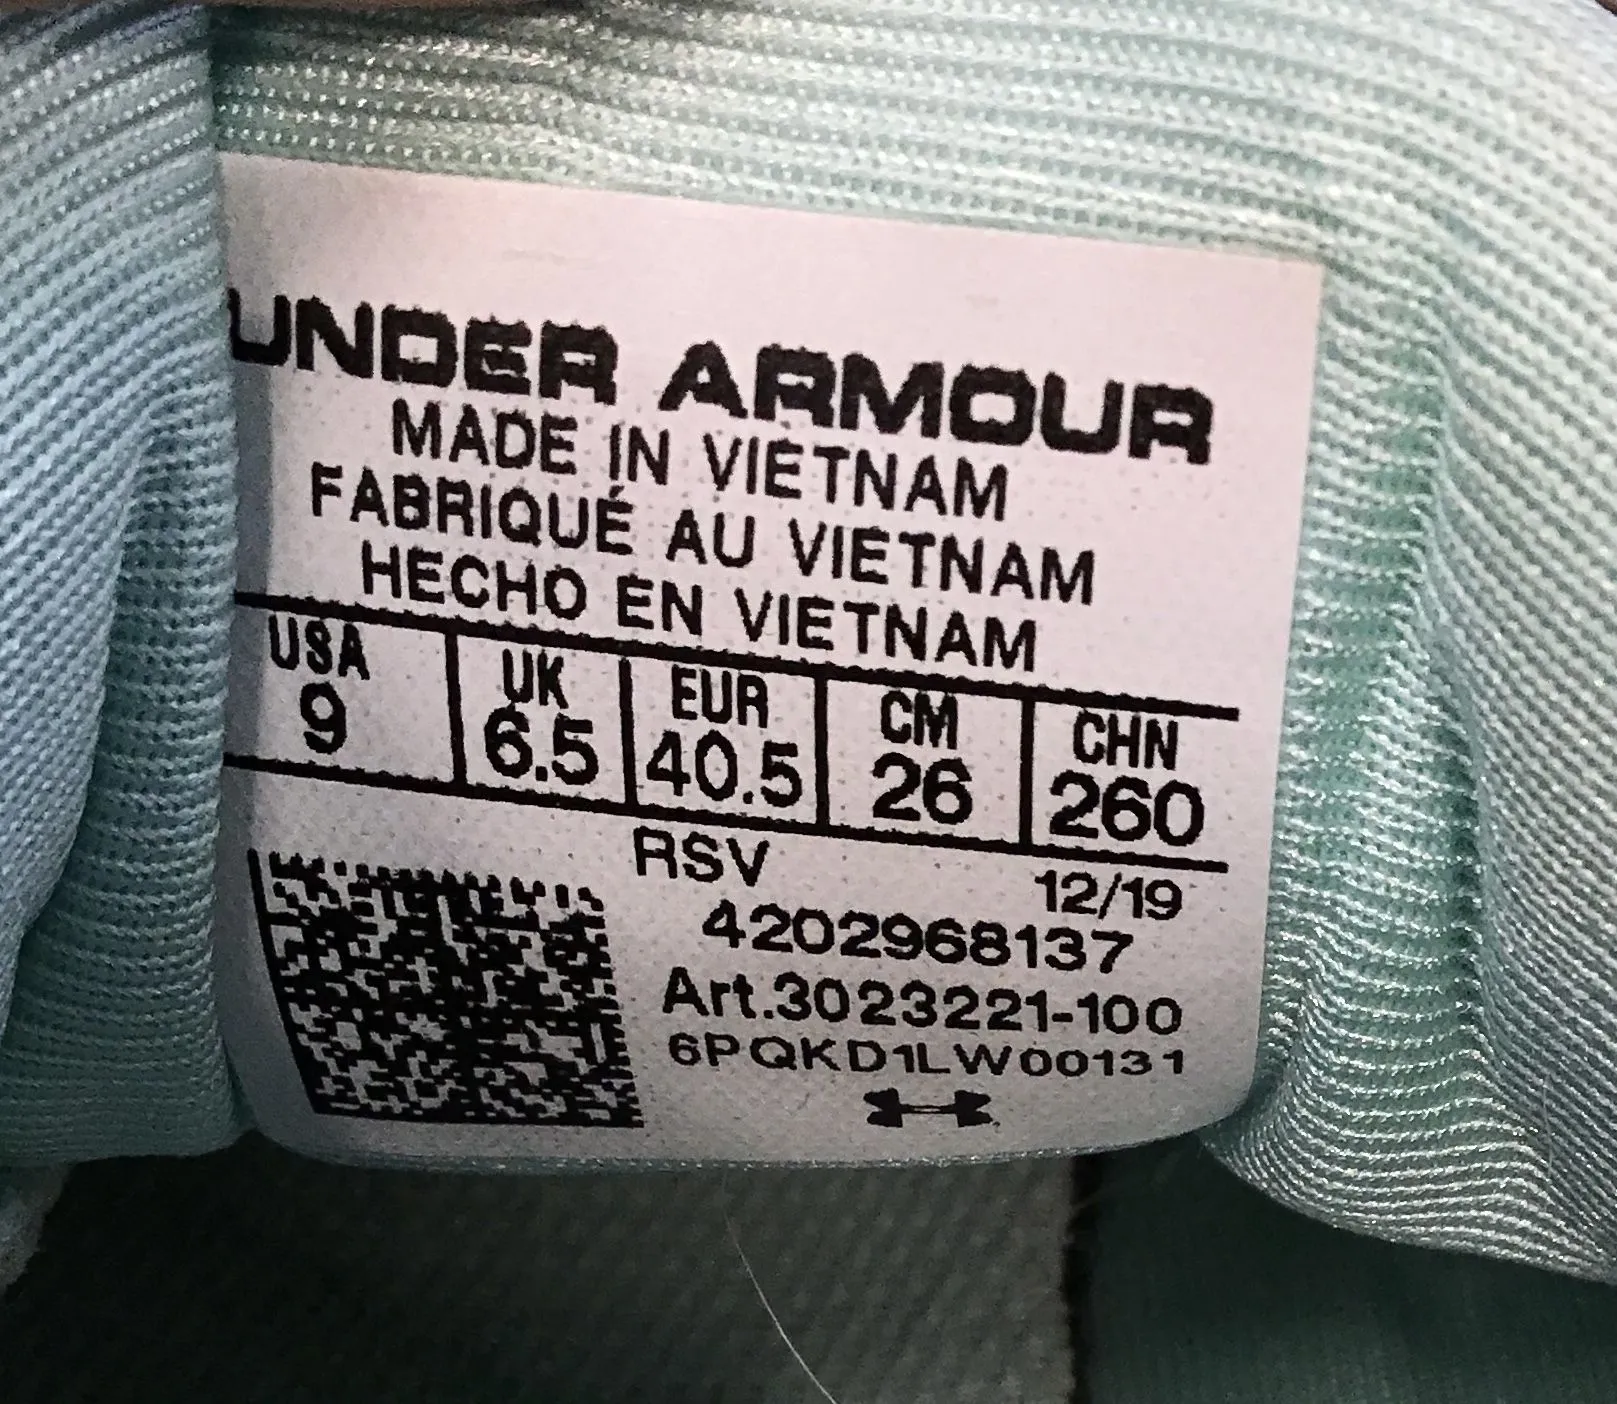 UNDER ARMOUR
MADE IN VIETNAM
FABRIQUÉ AU VIETNAM
HECHO EN VIETNAM
USA UK EUR CM CHN
9 6.5 40.5 26 260
RSV 12/19
4202968137
Art.3023221-100
6PQKD1LW00131